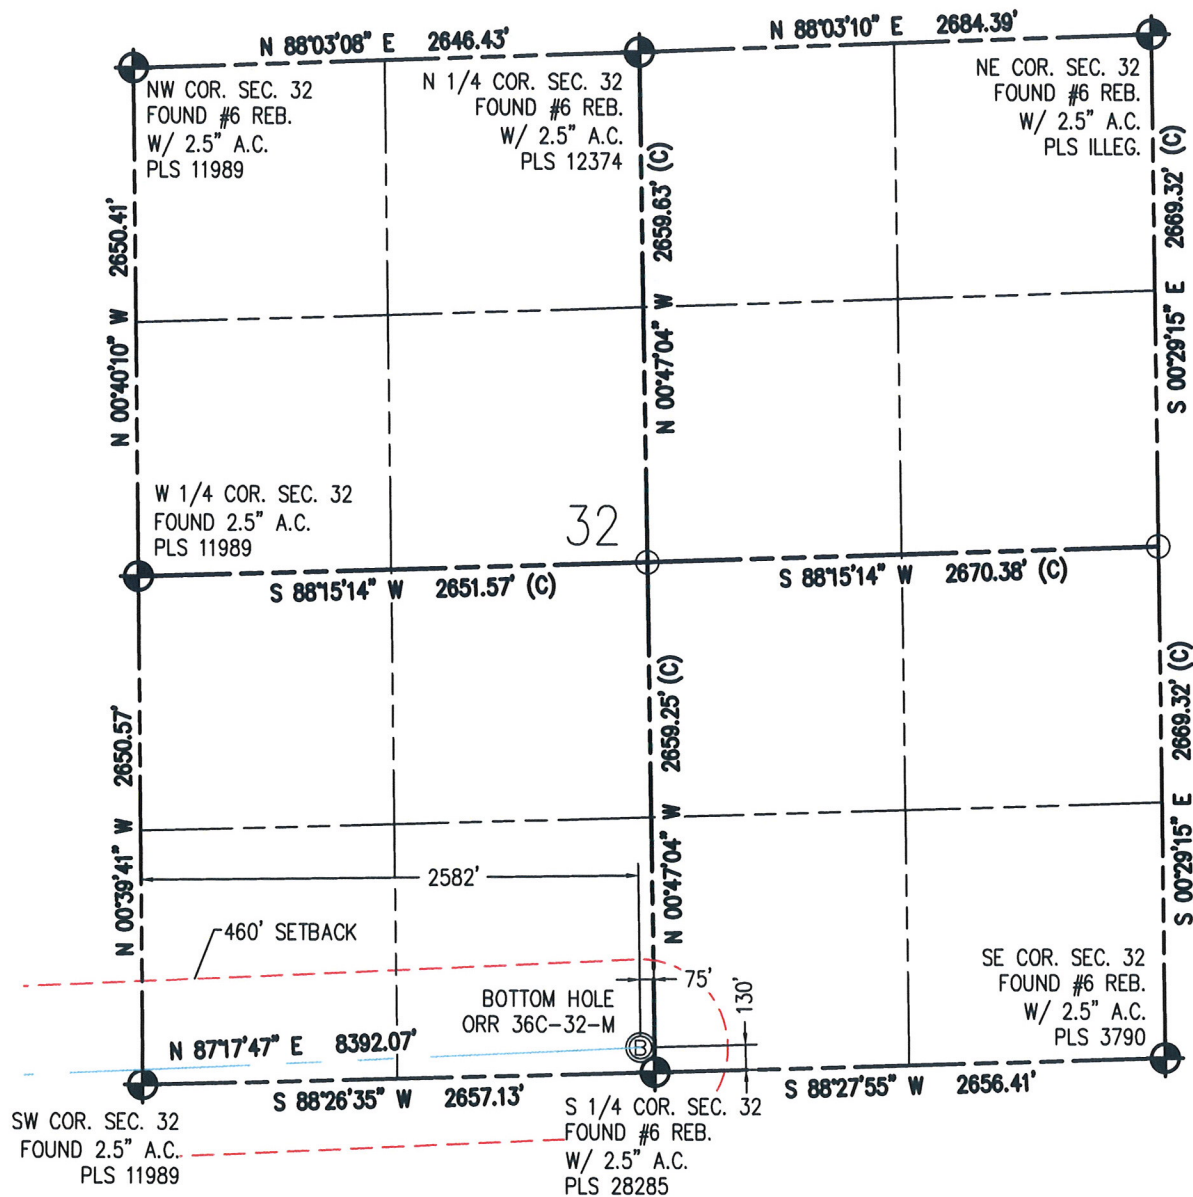 N 88°03'08" E 2646.43'
N 88°03'10" E 2684.39'
NW COR. SEC. 32
FOUND #6 REB.
W/ 2.5" A.C.
PLS 11989
N 1/4 COR. SEC. 32
FOUND #6 REB.
W/ 2.5" A.C.
PLS 12374
NE COR. SEC. 32
FOUND #6 REB.
W/ 2.5" A.C.
PLS ILLEG.
N 00°40'10" W 2650.41'
N 00°47'04" W 2659.63' (C)
S 00°29'15" E 2669.32' (C)
W 1/4 COR. SEC. 32
FOUND 2.5" A.C.
PLS 11989
32
S 88°15'14" W 2651.57' (C)
S 88°15'14" W 2670.38' (C)
N 00°39'41" W 2650.57'
N 00°47'04" W 2659.25' (C)
S 00°29'15" E 2669.32' (C)
2582'
460' SETBACK
75'
130'
BOTTOM HOLE
ORR 36C-32-M
B
SE COR. SEC. 32
FOUND #6 REB.
W/ 2.5" A.C.
PLS 3790
N 87°17'47" E 8392.07'
S 88°26'35" W 2657.13'
S 88°27'55" W 2656.41'
SW COR. SEC. 32
FOUND 2.5" A.C.
PLS 11989
S 1/4 COR. SEC. 32
FOUND #6 REB.
W/ 2.5" A.C.
PLS 28285